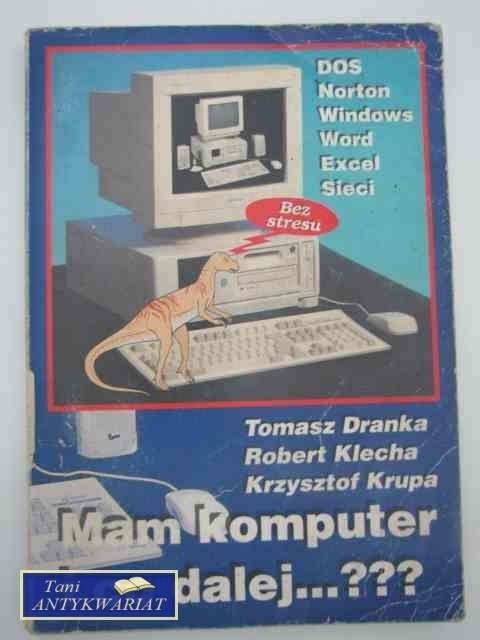 DOS
Norton
Windows
Word
Excel
Sieci
Bez
stresu
Tomasz Dranka
Robert Klecha
Krzysztof Krupa
Mam komputer
dalej...???
Tani
ANTYKWARIAT